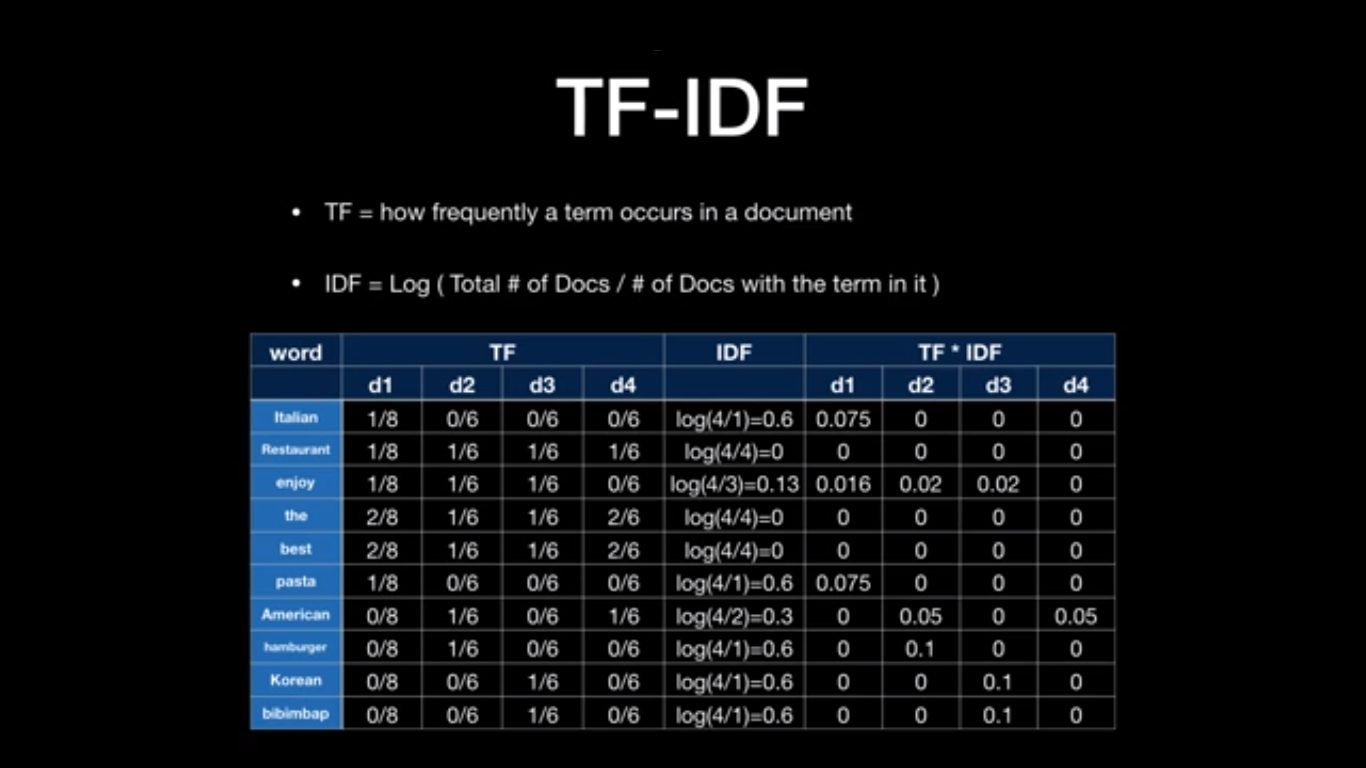 TF-IDF
• TF = how frequently a term occurs in a document
• IDF = Log ( Total # of Docs / # of Docs with the term in it )
word TF IDF TF * IDF
d1 d2 d3 d4 d1 d2 d3 d4
Italian 1/8 0/6 0/6 0/6 log(4/1)=0.6 0.075 0 0 0
Restaurant 1/8 1/6 1/6 1/6 log(4/4)=0 0 0 0 0
enjoy 1/8 1/6 1/6 0/6 log(4/3)=0.13 0.016 0.02 0.02 0
the 2/8 1/6 1/6 2/6 log(4/4)=0 0 0 0 0
best 2/8 1/6 1/6 2/6 log(4/4)=0 0 0 0 0
pasta 1/8 0/6 0/6 0/6 log(4/1)=0.6 0.075 0 0 0
American 0/8 1/6 0/6 1/6 log(4/2)=0.3 0 0.05 0 0.05
hamburger 0/8 1/6 0/6 0/6 log(4/1)=0.6 0 0.1 0 0
Korean 0/8 0/6 1/6 0/6 log(4/1)=0.6 0 0 0.1 0
bibimbap 0/8 0/6 1/6 0/6 log(4/1)=0.6 0 0 0.1 0